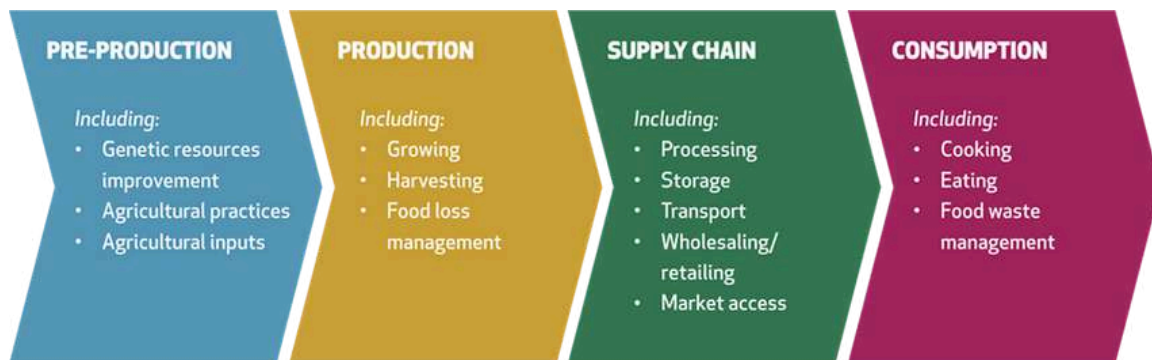 PRE-PRODUCTION
Including:
• Genetic resources
improvement
• Agricultural practices
• Agricultural inputs
PRODUCTION
Including:
• Growing
• Harvesting
• Food loss
management
SUPPLY CHAIN
Including:
• Processing
• Storage
• Transport
• Wholesaling/
retailing
• Market access
CONSUMPTION
Including:
• Cooking
• Eating
• Food waste
management